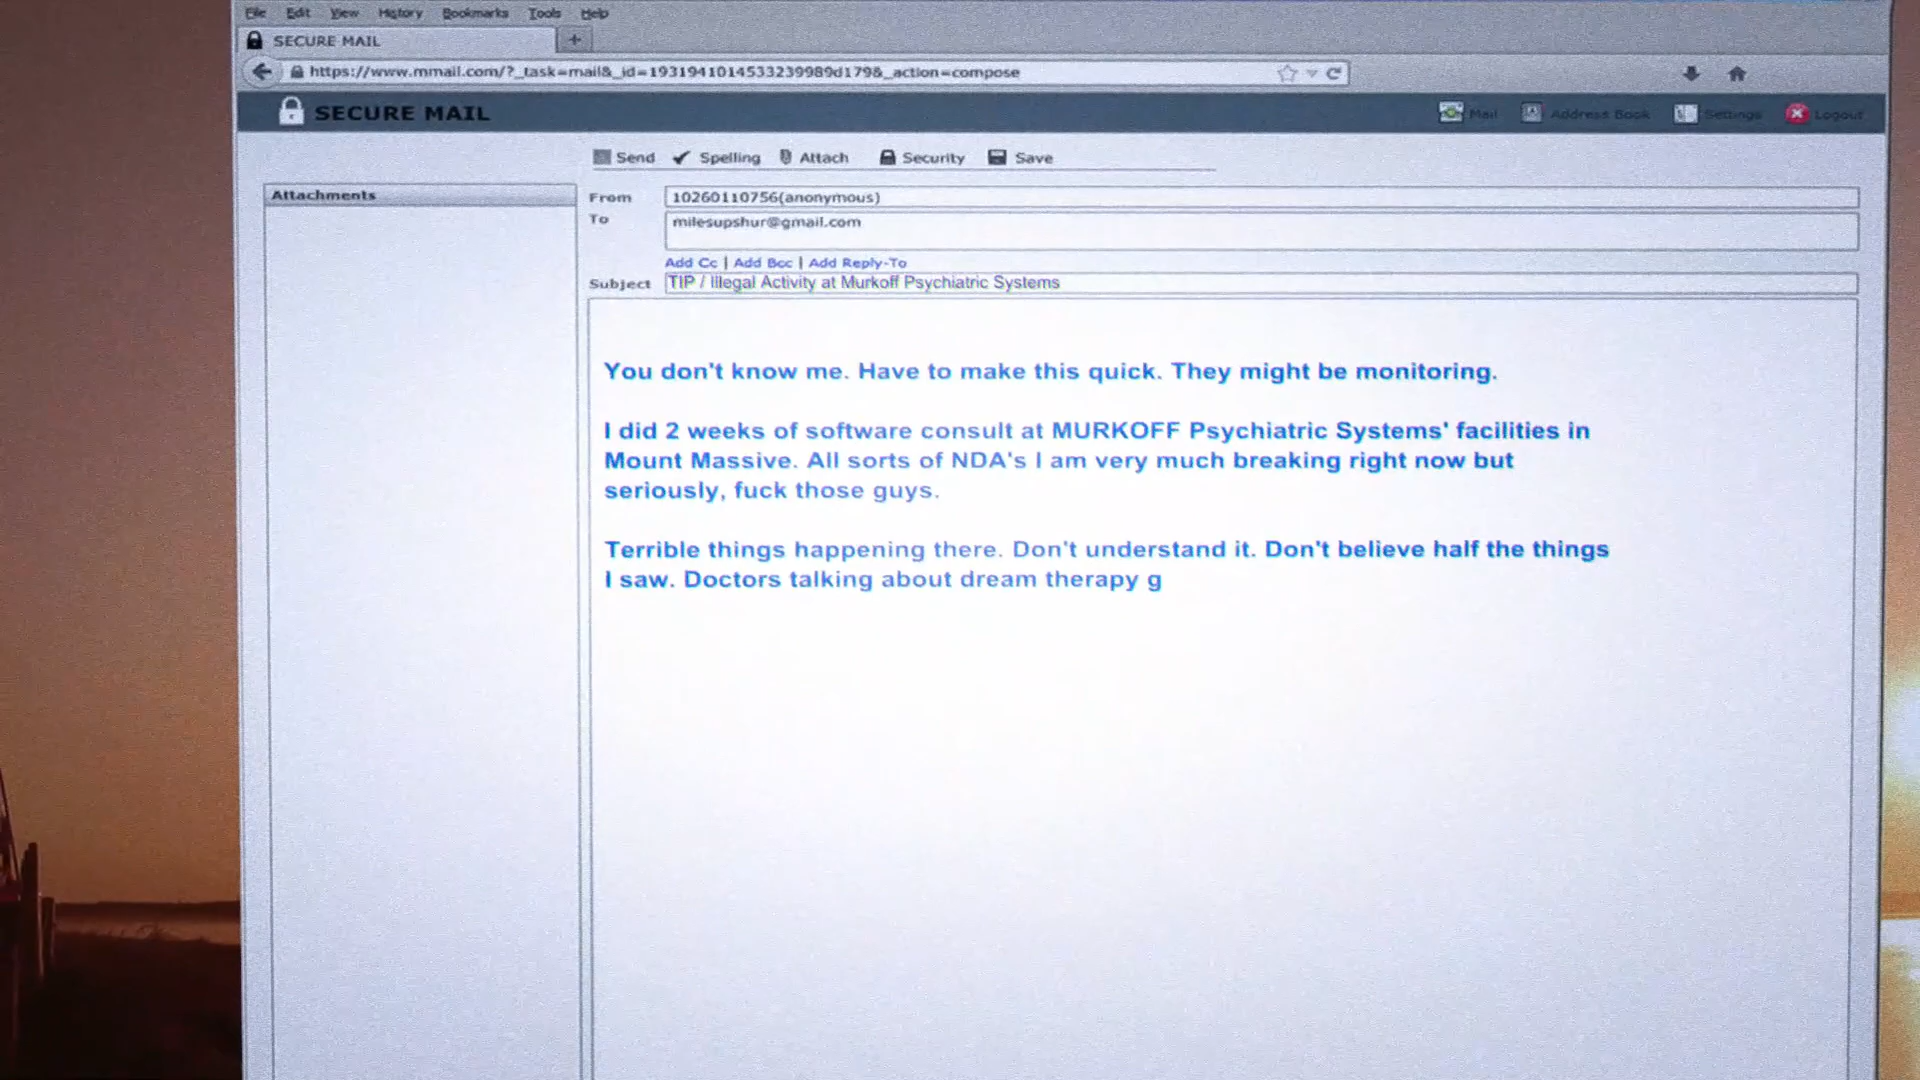 File Edit View History Bookmarks Tools Help
SECURE MAIL +
https://www.mmail.com/?_task=mail&_id=1931941014533239989d179&_action=compose
SECURE MAIL Mail Address Book Settings Logout
Send Spelling Attach Security Save
Attachments
From 10260110756(anonymous)
To milesupshur@gmail.com
Add Cc | Add Bcc | Add Reply-To
Subject TIP / Illegal Activity at Murkoff Psychiatric Systems
You don't know me. Have to make this quick. They might be monitoring.
I did 2 weeks of software consult at MURKOFF Psychiatric Systems' facilities in
Mount Massive. All sorts of NDA's I am very much breaking right now but
seriously, fuck those guys.
Terrible things happening there. Don't understand it. Don't believe half the things
I saw. Doctors talking about dream therapy g